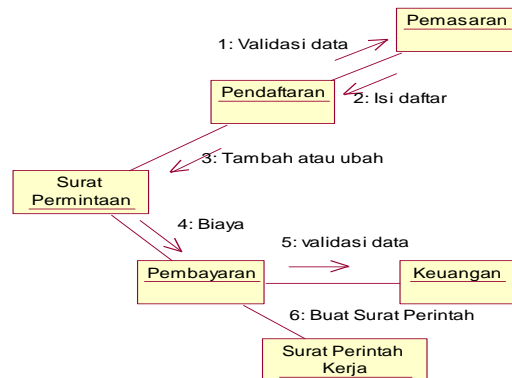 Pemasaran
1: Validasi data
Pendaftaran
2: Isi daftar
3: Tambah atau ubah
Surat
Permintaan
4: Biaya
5: validasi data
Pembayaran
Keuangan
6: Buat Surat Perintah
Surat Perintah
Kerja